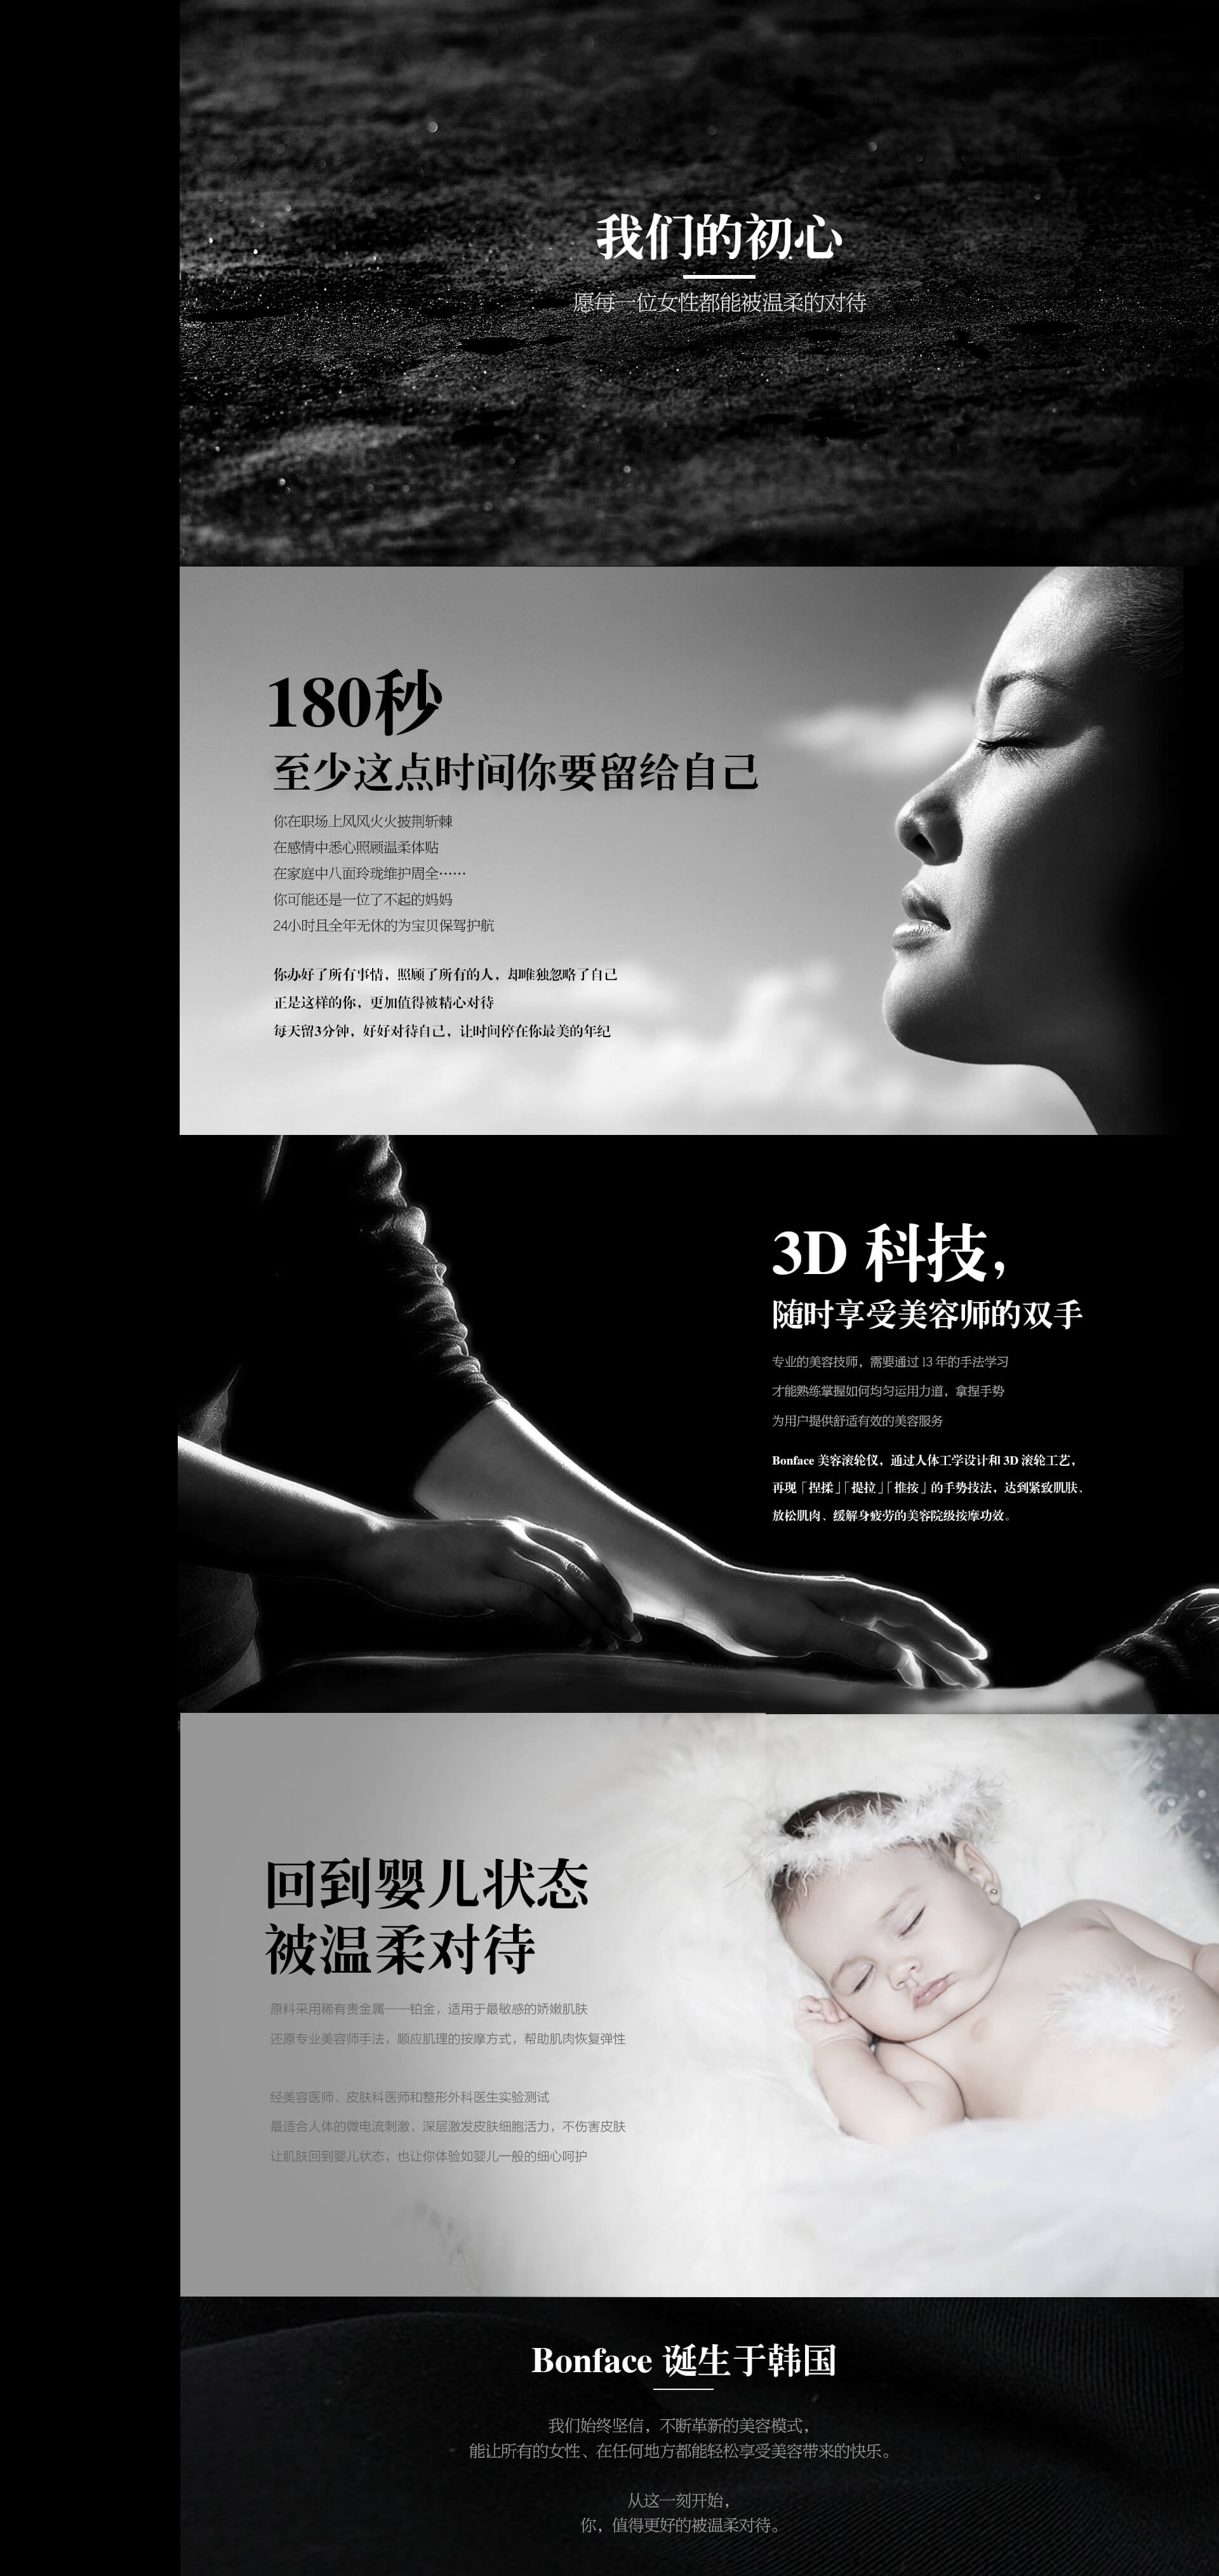 我们的初心
愿每一位女性都能被温柔的对待
180秒
至少这点时间你要留给自己
你在职场上风风火火披荆斩棘
在感情中悉心照顾温柔体贴
在家庭中八面玲珑维护周全……
你可能还是一位了不起的妈妈
24小时且全年无休的为宝贝保驾护航
你办好了所有事情，照顾了所有的人，却唯独忽略了自己
正是这样的你，更加值得被精心对待
每天留3分钟，好好对待自己，让时间停在你最美的年纪
3D 科技，
随时享受美容师的双手
专业的美容技师，需要通过 13 年的手法学习
才能熟练掌握如何均匀运用力道，拿捏手势
为用户提供舒适有效的美容服务
Bonface 美容滚轮仪，通过人体工学设计和 3D 滚轮工艺，
再现「捏揉」「提拉」「推按」的手势技法，达到紧致肌肤、
放松肌肉、缓解身疲劳的美容院级按摩功效。
回到婴儿状态
被温柔对待
原料采用稀有贵金属——铂金，适用于最敏感的娇嫩肌肤
还原专业美容师手法，顺应肌理的按摩方式，帮助肌肉恢复弹性
经美容医师、皮肤科医师和整形外科医生实验测试
最适合人体的微电流刺激，深层激发皮肤细胞活力，不伤害皮肤
让肌肤回到婴儿状态，也让你体验如婴儿一般的细心呵护
Bonface 诞生于韩国
我们始终坚信，不断革新的美容模式，
能让所有的女性、在任何地方都能轻松享受美容带来的快乐。
从这一刻开始，
你，值得更好的被温柔对待。